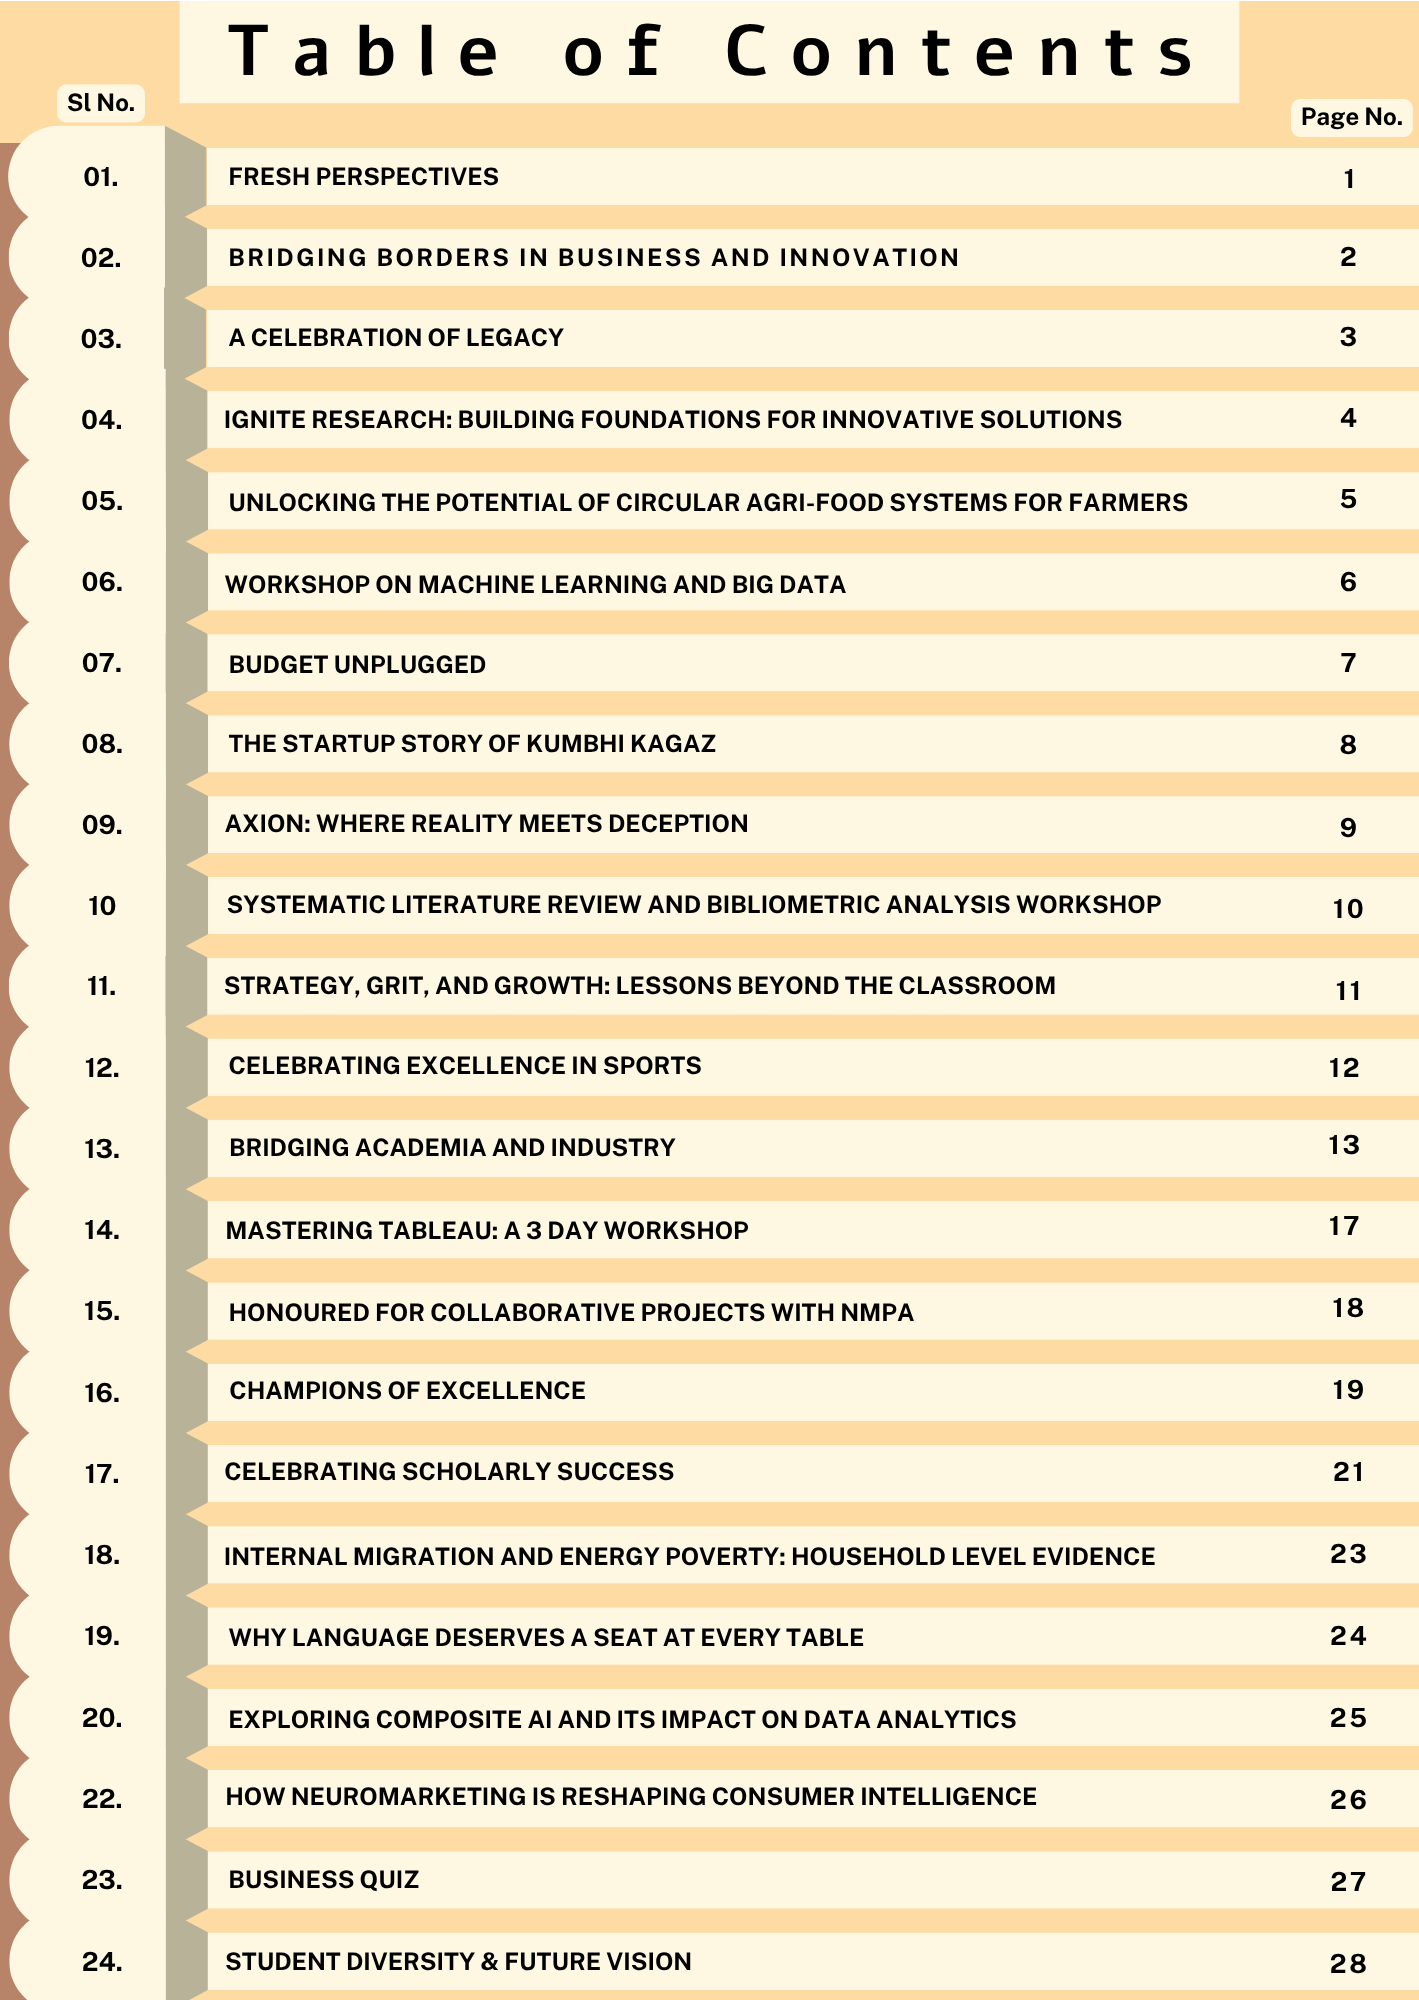 Table of Contents
Sl No.
Page No.
01. FRESH PERSPECTIVES 1
02. BRIDGING BORDERS IN BUSINESS AND INNOVATION 2
03. A CELEBRATION OF LEGACY 3
04. IGNITE RESEARCH: BUILDING FOUNDATIONS FOR INNOVATIVE SOLUTIONS 4
05. UNLOCKING THE POTENTIAL OF CIRCULAR AGRI-FOOD SYSTEMS FOR FARMERS 5
06. WORKSHOP ON MACHINE LEARNING AND BIG DATA 6
07. BUDGET UNPLUGGED 7
08. THE STARTUP STORY OF KUMBHI KAGAZ 8
09. AXION: WHERE REALITY MEETS DECEPTION 9
10 SYSTEMATIC LITERATURE REVIEW AND BIBLIOMETRIC ANALYSIS WORKSHOP 10
11. STRATEGY, GRIT, AND GROWTH: LESSONS BEYOND THE CLASSROOM 11
12. CELEBRATING EXCELLENCE IN SPORTS 12
13. BRIDGING ACADEMIA AND INDUSTRY 13
14. MASTERING TABLEAU: A 3 DAY WORKSHOP 17
15. HONOURED FOR COLLABORATIVE PROJECTS WITH NMPA 18
16. CHAMPIONS OF EXCELLENCE 19
17. CELEBRATING SCHOLARLY SUCCESS 21
18. INTERNAL MIGRATION AND ENERGY POVERTY: HOUSEHOLD LEVEL EVIDENCE 23
19. WHY LANGUAGE DESERVES A SEAT AT EVERY TABLE 24
20. EXPLORING COMPOSITE AI AND ITS IMPACT ON DATA ANALYTICS 25
22. HOW NEUROMARKETING IS RESHAPING CONSUMER INTELLIGENCE 26
23. BUSINESS QUIZ 27
24. STUDENT DIVERSITY & FUTURE VISION 28